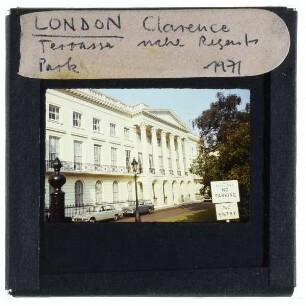 LONDON Clarence
Terrasse nahe Regents
Park 1971
NO
PARKING
NO
ENTRY